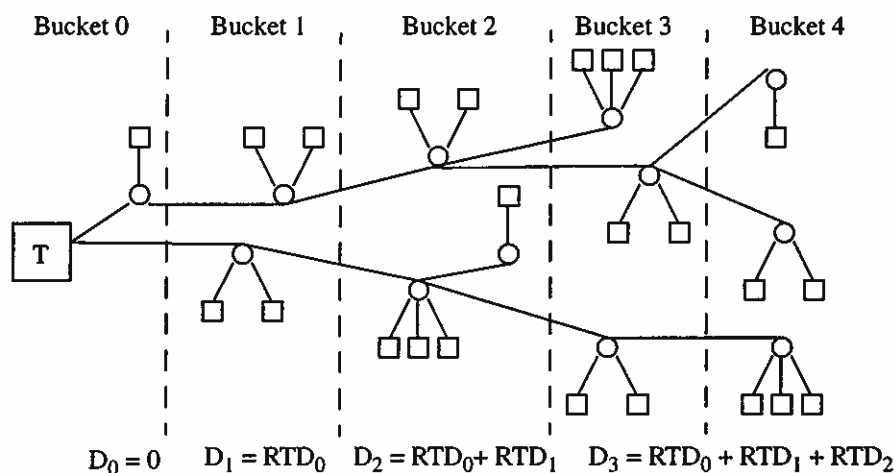 Bucket 0 Bucket 1 Bucket 2 Bucket 3 Bucket 4
T
D₀ = 0 D₁ = RTD₀ D₂ = RTD₀+ RTD₁ D₃ = RTD₀ + RTD₁ + RTD₂